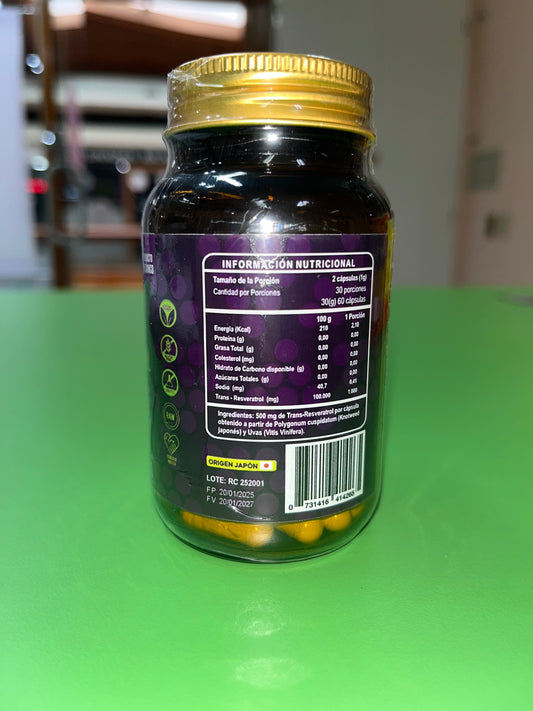 INFORMACIÓN NUTRICIONAL
Tamaño de la Porción 2 cápsulas (1g)
Cantidad por Porciones 30 porciones
30(g) 60 cápsulas
100 g 1 Porción
Energía (Kcal) 210 2,10
Proteína (g) 0,00 0,00
Grasa Total (g) 0,00 0,00
Colesterol (mg) 0,00 0,00
Hidrato de Carbono disponible (g) 0,00 0,00
Azúcares Totales (g) 0,00 0,00
Sodio (mg) 40,7 0,41
Trans - Resveratrol (mg) 100.000 1.000
Ingredientes: 500 mg de Trans-Resveratrol por cápsula
obtenido a partir de Polygonum cuspidatum (Knotweed
japonés) y Uvas (Vitis Vinifera).
ORIGEN JAPÓN
LOTE: RC 252001
FP 20/01/2025
FV 20/01/2027
0 731416 414265